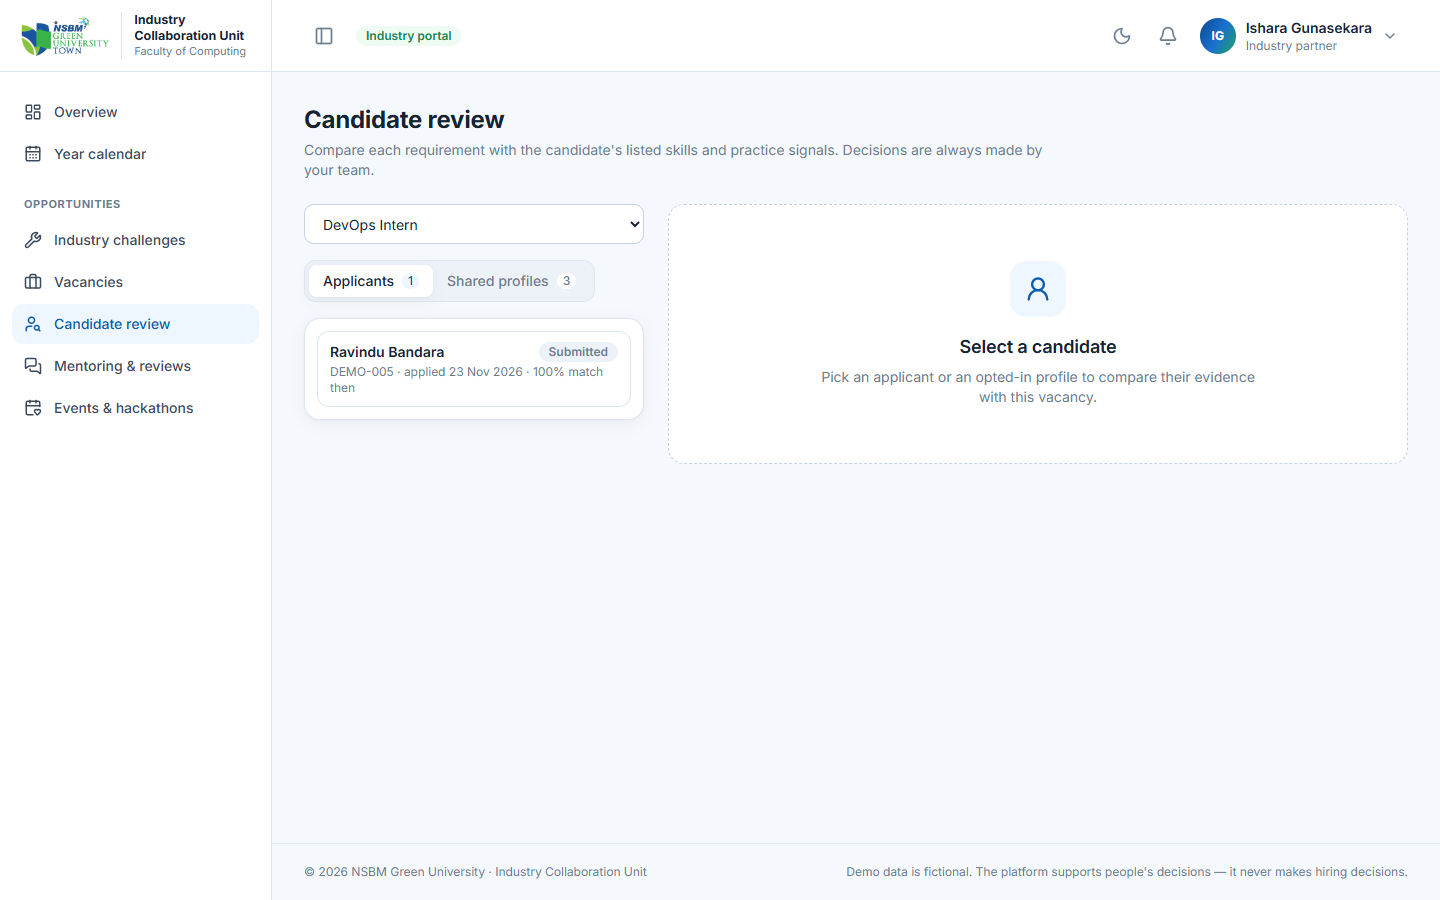 NSBM
GREEN
UNIVERSITY
TOWN
Industry
Collaboration Unit
Faculty of Computing
Industry portal
IG
Ishara Gunasekara
Industry partner
Overview
Year calendar
OPPORTUNITIES
Industry challenges
Vacancies
Candidate review
Mentoring & reviews
Events & hackathons
Candidate review
Compare each requirement with the candidate's listed skills and practice signals. Decisions are always made by
your team.
DevOps Intern
Applicants 1 Shared profiles 3
Ravindu Bandara Submitted
DEMO-005 · applied 23 Nov 2026 · 100% match
then
Select a candidate
Pick an applicant or an opted-in profile to compare their evidence
with this vacancy.
© 2026 NSBM Green University · Industry Collaboration Unit
Demo data is fictional. The platform supports people's decisions — it never makes hiring decisions.